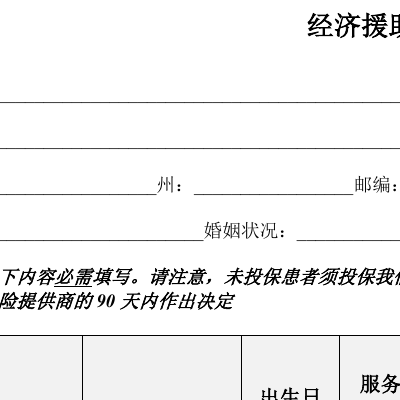 经济援助
州：邮编：
婚姻状况：
下内容必需填写。请注意，未投保患者须投保我们
险提供商的 90 天内作出决定
出生日
服务